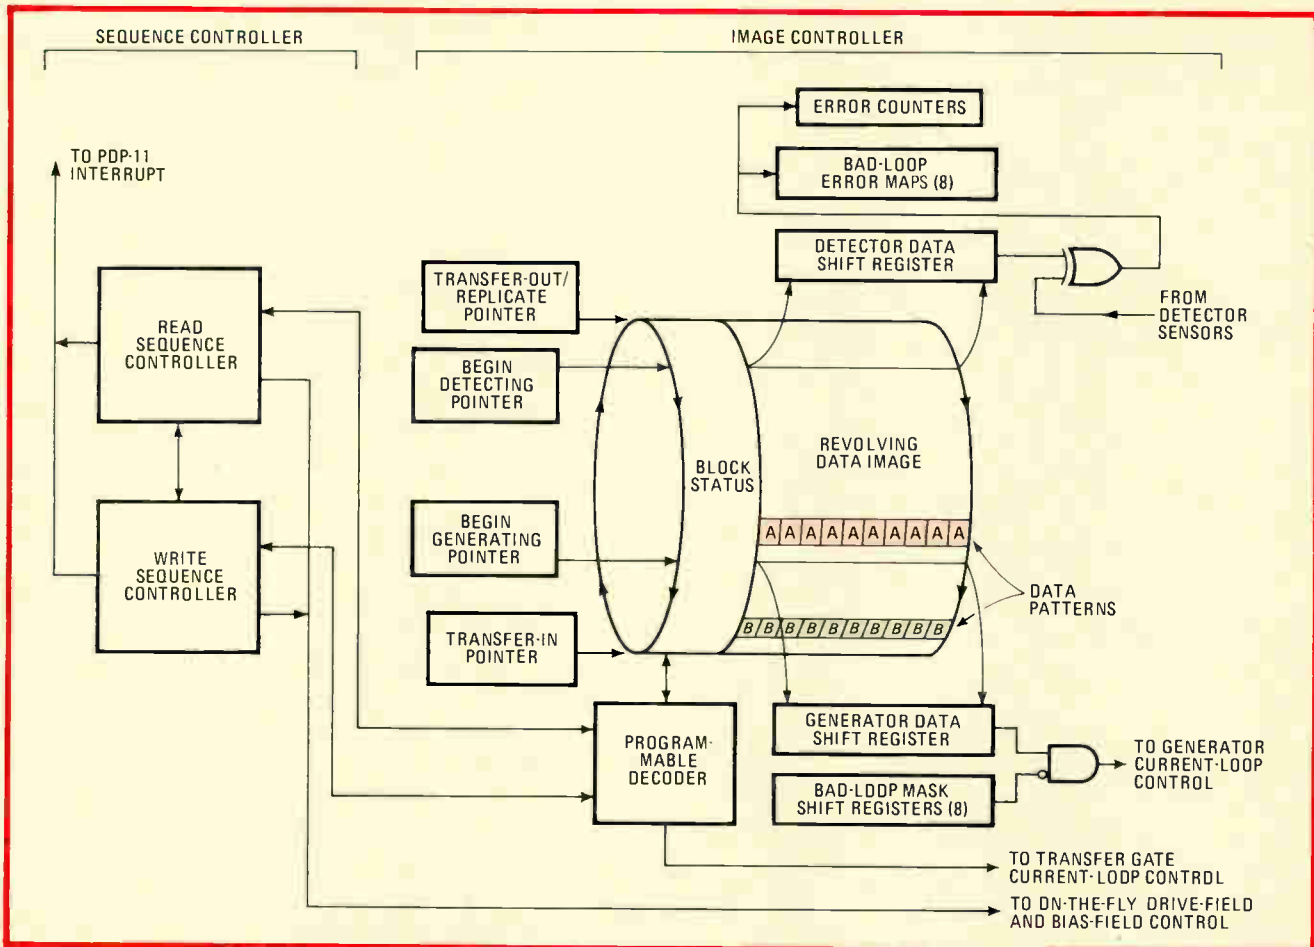 SEQUENCE CONTROLLER
IMAGE CONTROLLER
ERROR COUNTERS
BAD-LOOP
ERROR MAPS (8)
TO PDP-11
INTERRUPT
DETECTOR DATA
SHIFT REGISTER
FROM
DETECTOR
SENSORS
TRANSFER-OUT/
REPLICATE
POINTER
READ
SEQUENCE
CONTROLLER
BEGIN
DETECTING
POINTER
BLOCK
STATUS
REVOLVING
DATA IMAGE
BEGIN
GENERATING
POINTER
A A A A A A A A A A
WRITE
SEQUENCE
CONTROLLER
DATA
PATTERNS
B B B B B B B B B B
TRANSFER-IN
POINTER
PROGRAM-
MABLE
DECODER
GENERATOR DATA
SHIFT REGISTER
TO GENERATOR
CURRENT-LOOP
CONTROL
BAD-LOOP MASK
SHIFT REGISTERS (8)
TO TRANSFER GATE
CURRENT-LOOP CONTROL
TO ON-THE-FLY DRIVE-FIELD
AND BIAS-FIELD CONTROL